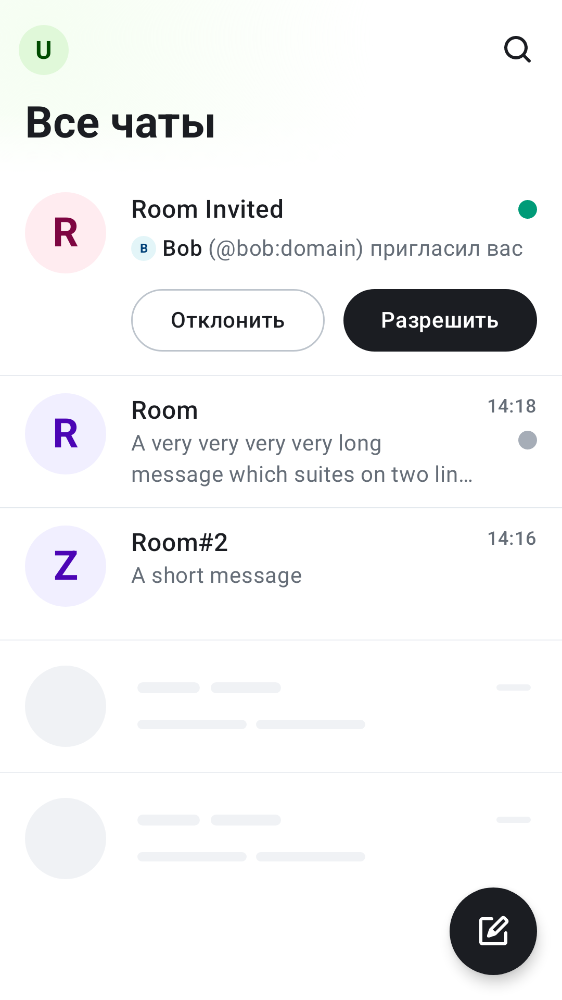 U
Все чаты
R
Room Invited
B Bob (@bob:domain) пригласил вас
Отклонить
Разрешить
R
Room
14:18
A very very very very long
message which suites on two lin…
Z
Room#2
14:16
A short message